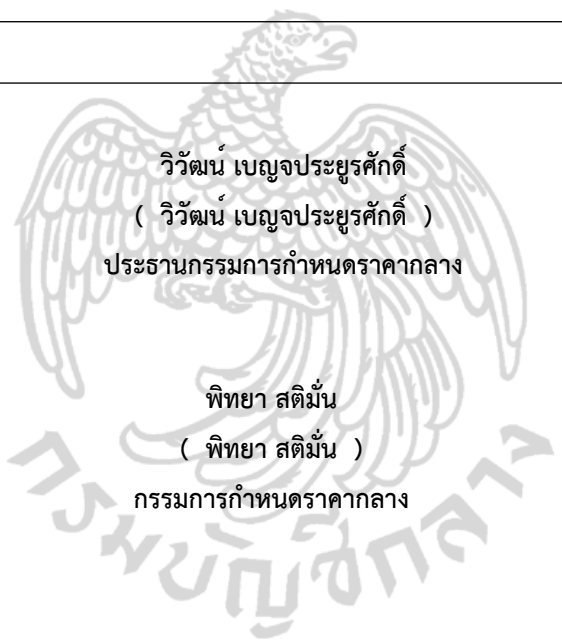 วิวัฒน์ เบญจประยูรศักดิ์
( วิวัฒน์ เบญจประยูรศักดิ์ )
ประธานกรรมการกำหนดราคากลาง
พิทยา สติมั่น
( พิทยา สติมั่น )
กรรมการกำหนดราคากลาง
กรมบัญชีกลาง